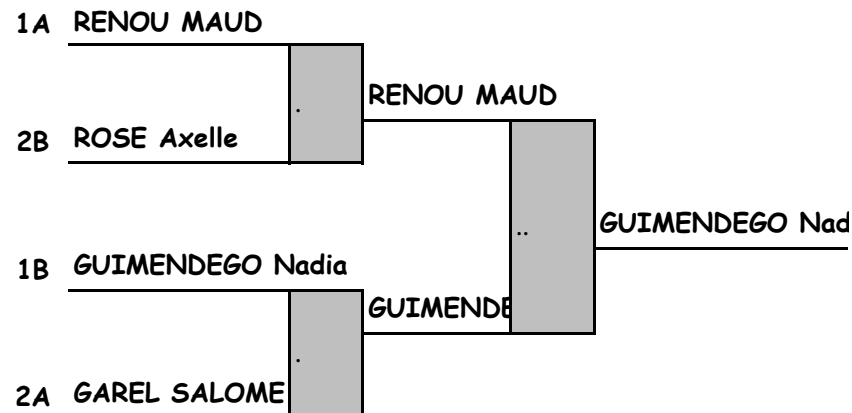 1A RENOU MAUD
. RENOU MAUD
2B ROSE Axelle
.. GUIMENDEGO Nad
1B GUIMENDEGO Nadia
GUIMENDE
.
2A GAREL SALOME